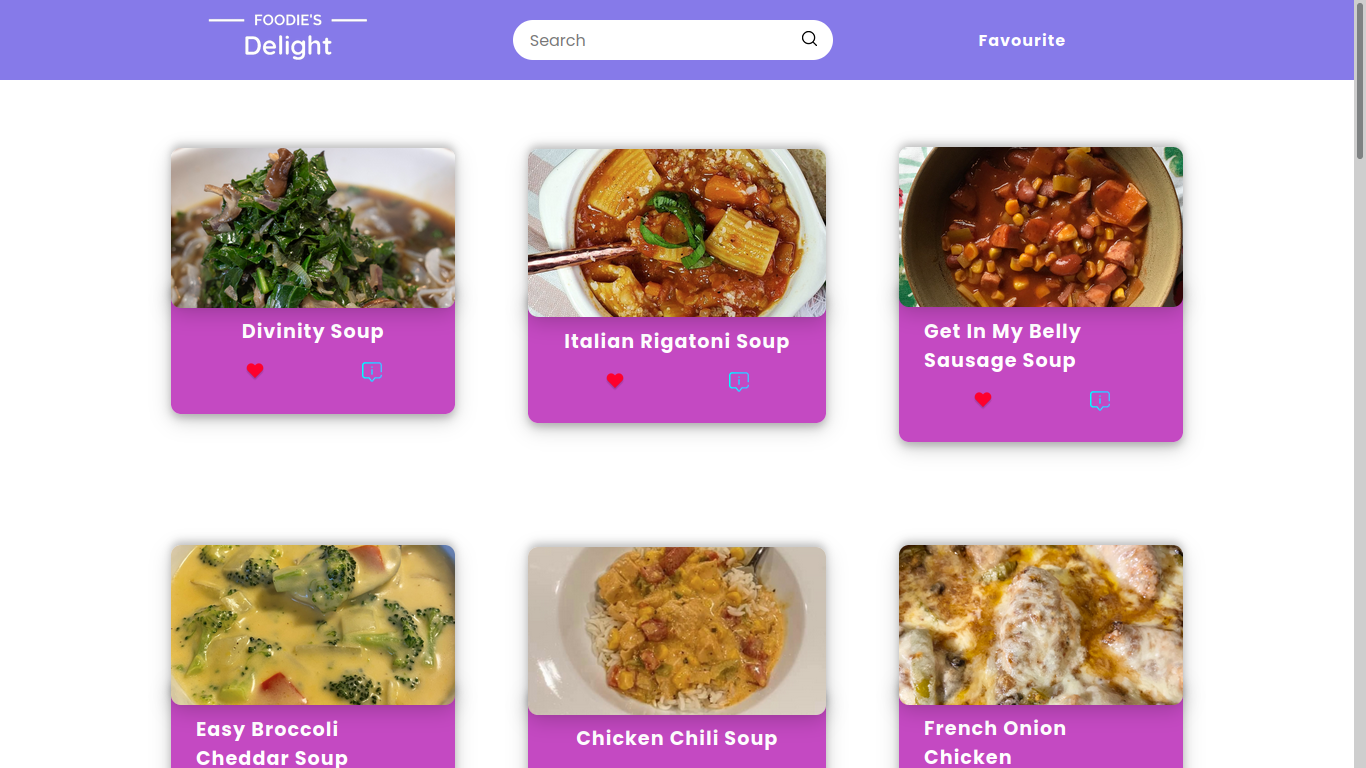 FOODIE'S
Delight
Search
Favourite
Divinity Soup
Italian Rigatoni Soup
Get In My Belly
Sausage Soup
Easy Broccoli
Cheddar Soup
Chicken Chili Soup
French Onion
Chicken